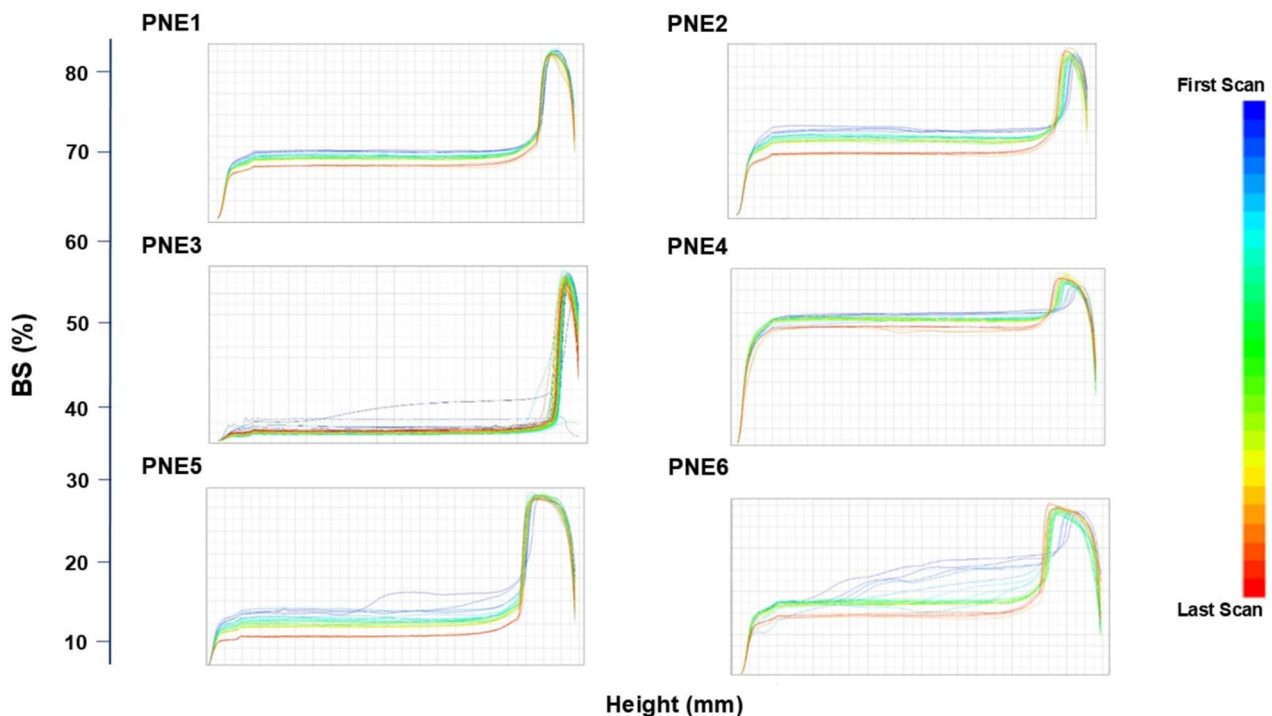 PNE1
PNE2
First Scan
80
70
60
PNE3
PNE4
50
BS (%)
40
30
PNE5
PNE6
20
10
Last Scan
Height (mm)